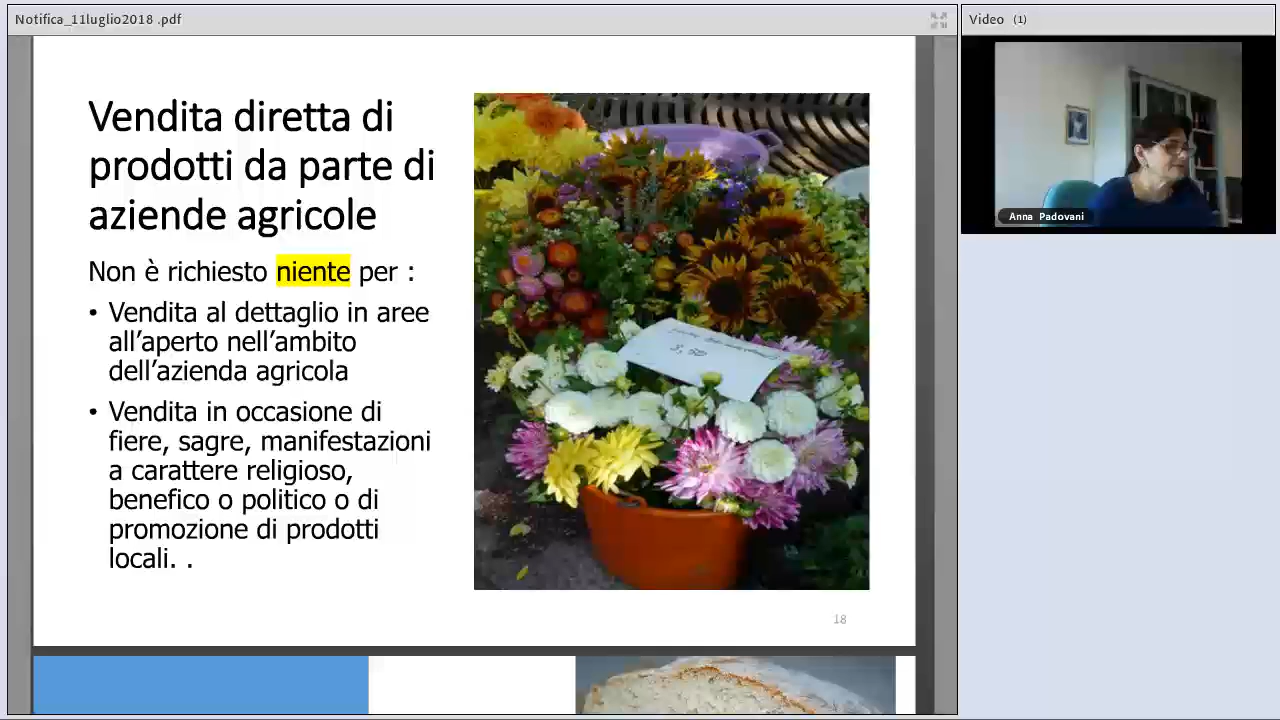 Notifica_11luglio2018 .pdf
Video (1)
Vendita diretta di
prodotti da parte di
aziende agricole
Non è richiesto niente per :
• Vendita al dettaglio in aree
all’aperto nell’ambito
dell’azienda agricola
• Vendita in occasione di
fiere, sagre, manifestazioni
a carattere religioso,
benefico o politico o di
promozione di prodotti
locali. .
18
Anna Padovani